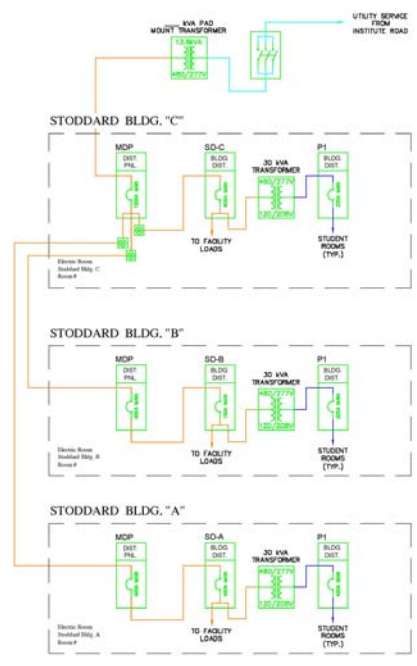 UTILITY SERVICE
FROM
INSTITUTE ROAD
kVA PAD
MOUNT TRANSFORMER
480/277V
STODDARD BLDG. "C"
MDP
DIST.
PNL.
SD-C
BLDG.
DIST.
30 kVA
TRANSFORMER
480/277V
120/208V
P1
BLDG.
DIST.
TO FACILITY
LOADS
STUDENT
ROOMS
(TYP.)
Electric Room
Stoddard Bldg. C
Room#
STODDARD BLDG. "B"
MDP
DIST.
PNL.
SD-B
BLDG.
DIST.
30 kVA
TRANSFORMER
480/277V
120/208V
P1
BLDG.
DIST.
TO FACILITY
LOADS
STUDENT
ROOMS
(TYP.)
Electric Room
Stoddard Bldg. B
Room#
STODDARD BLDG. "A"
MDP
DIST.
PNL.
SD-A
BLDG.
DIST.
30 kVA
TRANSFORMER
480/277V
120/208V
P1
BLDG.
DIST.
TO FACILITY
LOADS
STUDENT
ROOMS
(TYP.)
Electric Room
Stoddard Bldg. A
Room#